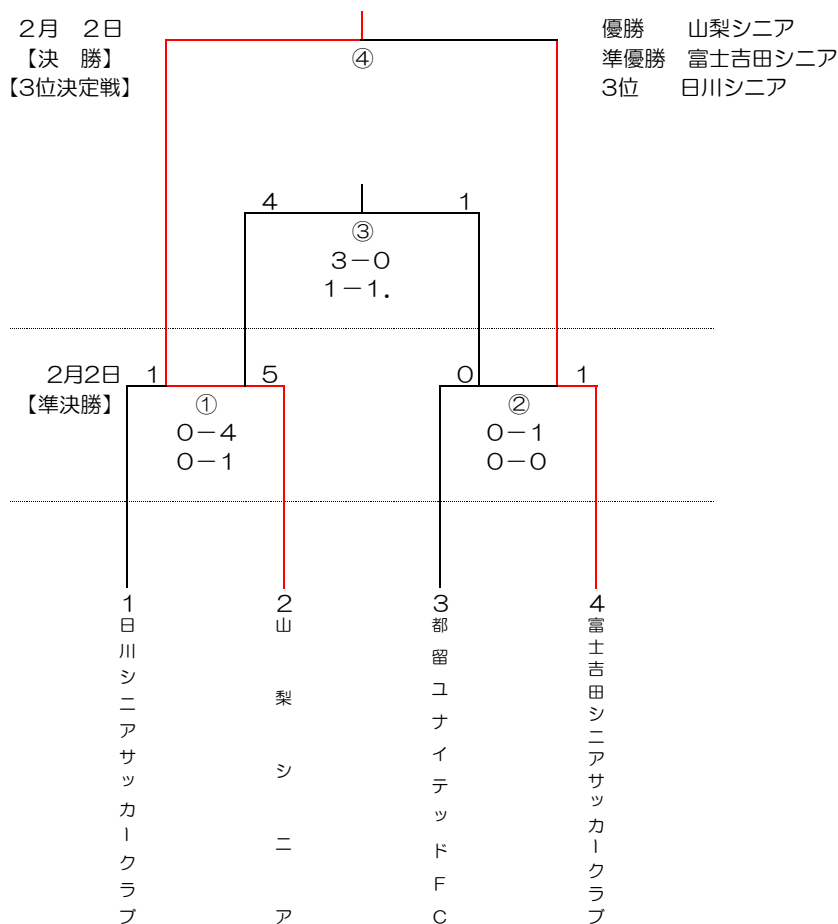 2月 2日
【決 勝】
【3位決定戦】
優勝 山梨シニア
準優勝 富士吉田シニア
3位 日川シニア
④
4 1
③
3-0
1-1.
2月2日
【準決勝】
1 5
①
0-4
0-1
0 1
②
0-1
0-0
1
日川シニアサッカークラブ
2
山梨シニア
3
都留ユナイテッドFC
4
富士吉田シニアサッカークラブ